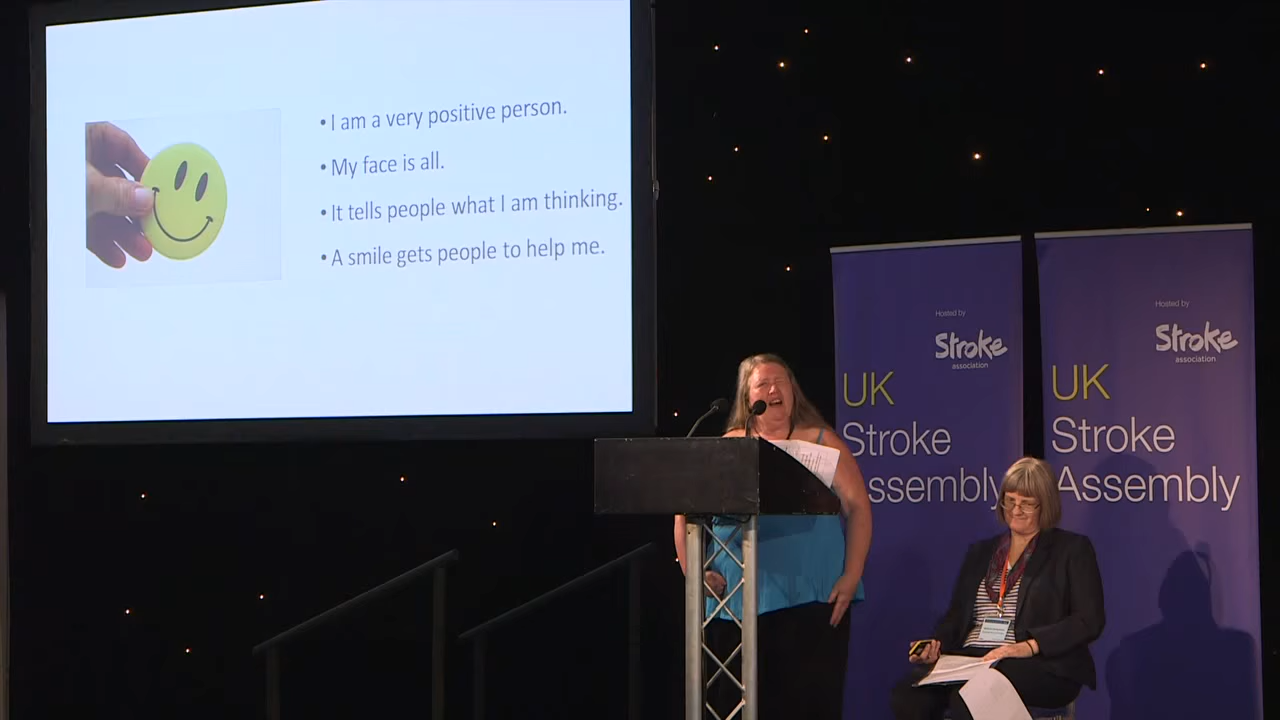 • I am a very positive person.
• My face is all.
• It tells people what I am thinking.
• A smile gets people to help me.
Hosted by
Stroke
association
UK
Stroke
Assembly
Hosted by
Stroke
association
UK
Stroke
Assembly